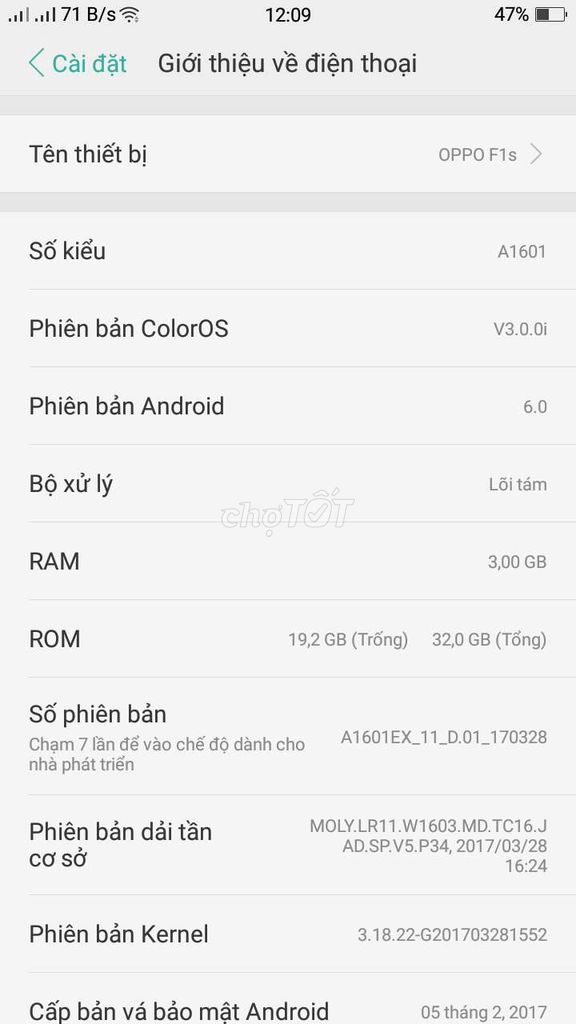 71 B/s 12:09 47%
Cài đặt Giới thiệu về điện thoại
Tên thiết bị OPPO F1s
Số kiểu A1601
Phiên bản ColorOS V3.0.0i
Phiên bản Android 6.0
Bộ xử lý Lõi tám
chợTỐT
RAM 3,00 GB
ROM 19,2 GB (Trống) 32,0 GB (Tổng)
Số phiên bản
Chạm 7 lần để vào chế độ dành cho
nhà phát triển
A1601EX_11_D.01_170328
Phiên bản dải tần
cơ sở
MOLY.LR11.W1603.MD.TC16.J
AD.SP.V5.P34, 2017/03/28
16:24
Phiên bản Kernel 3.18.22-G201703281552
Cấp bản vá bảo mật Android 05 tháng 2, 2017